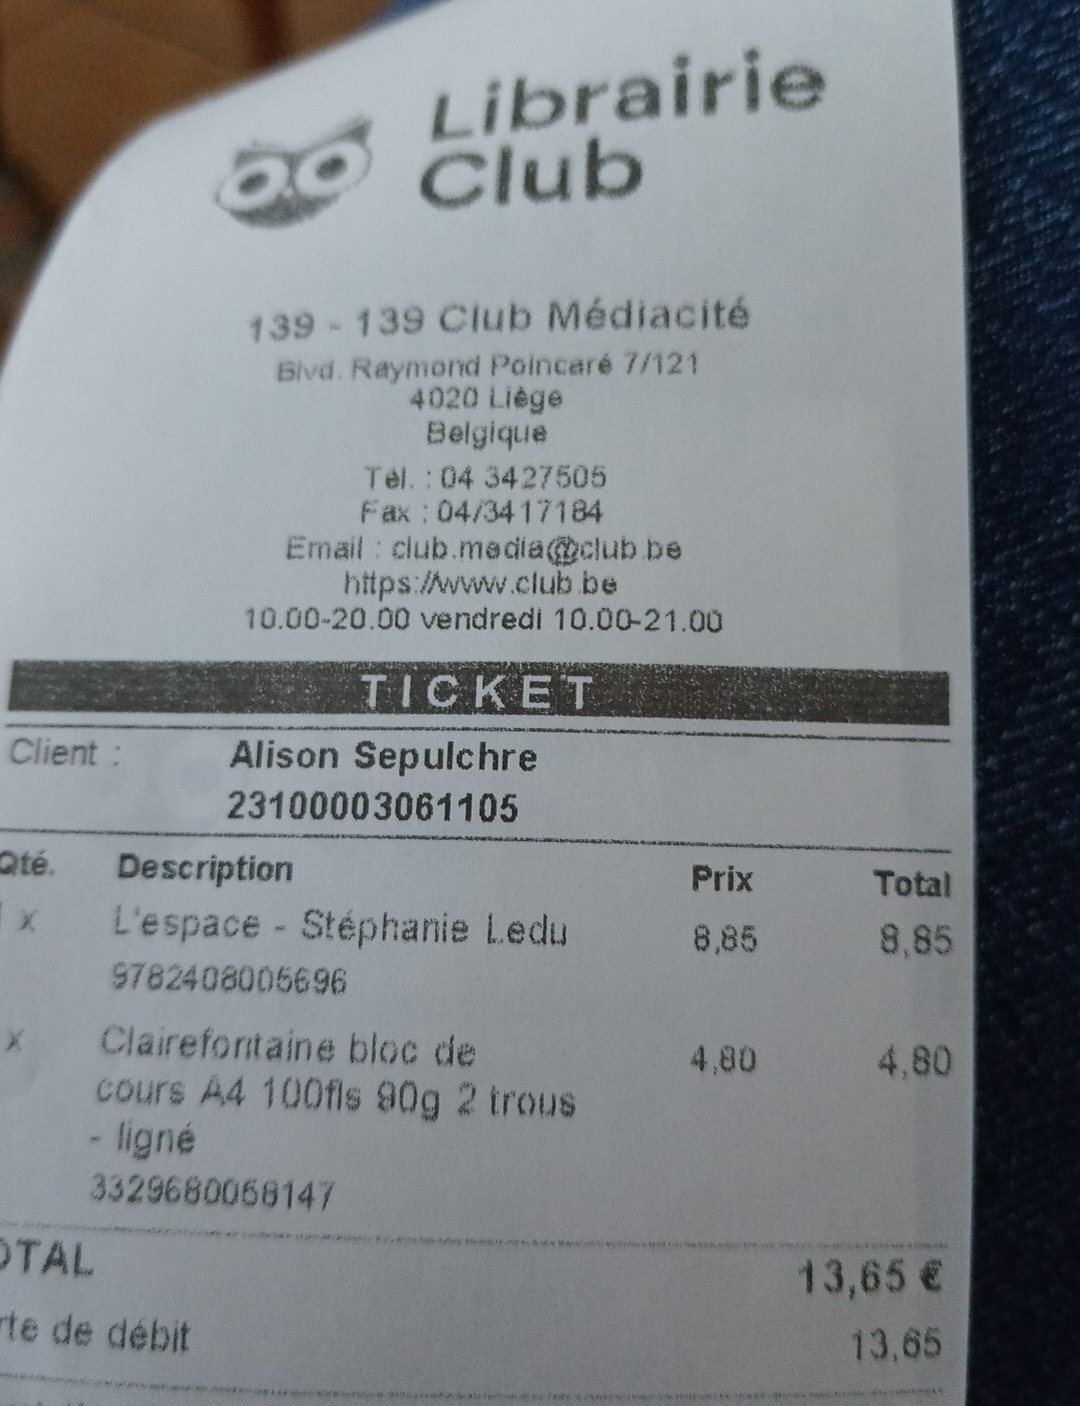 Librairie
Club
139 - 139 Club Médiacité
Blvd. Raymond Poincaré 7/121
4020 Liège
Belgique
Tél. : 04 3427505
Fax : 04/3417184
Email : club.media@club.be
https://www.club.be
10.00-20.00 vendredi 10.00-21.00
TICKET
Client : Alison Sepulchre
23100003061105
Qté. Description Prix Total
x L'espace - Stéphanie Ledu 8,85 8,85
9782408005696
x Clairefontaine bloc de 4,80 4,80
cours A4 100fls 90g 2 trous
- ligné
3329680058147
OTAL 13,65 €
rte de débit 13,65